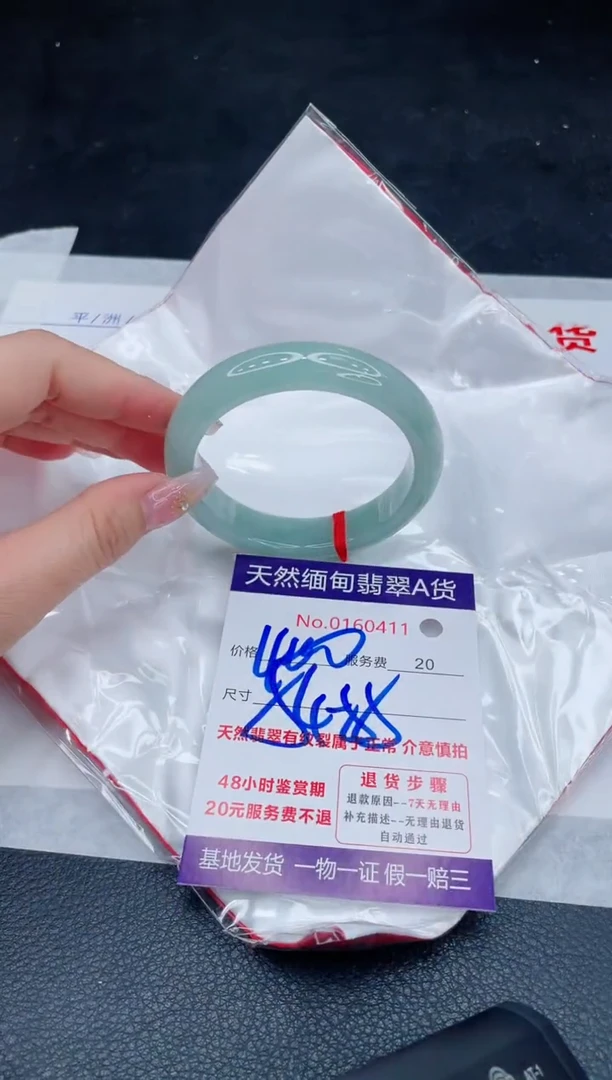 平/洲/
货
天然缅甸翡翠A货
No.0160411
价格 服务费 20
尺寸
天然翡翠有纹裂属于正常 介意慎拍
48小时鉴赏期
20元服务费不退
退货步骤
退款原因--7天无理由
补充描述--无理由退货
自动通过
基地发货 一物一证 假一赔三